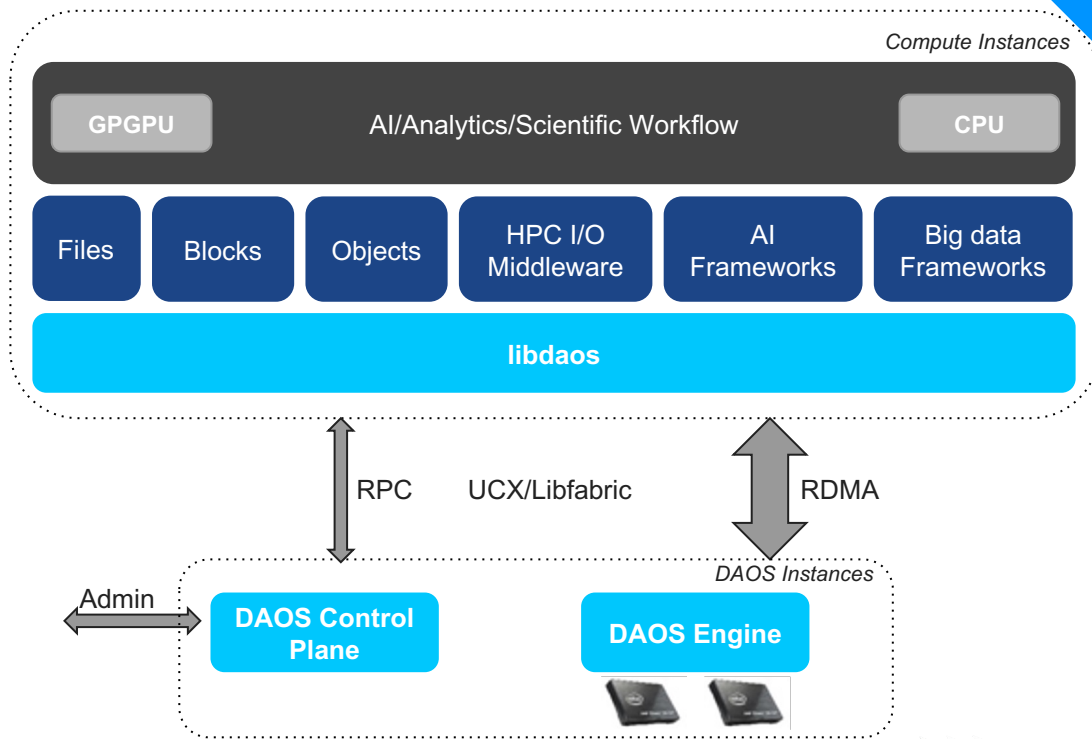 Compute Instances
GPGPU
AI/Analytics/Scientific Workflow
CPU
Files
Blocks
Objects
HPC I/O
Middleware
AI
Frameworks
Big data
Frameworks
libdaos
RPC
UCX/Libfabric
RDMA
DAOS Instances
Admin
DAOS Control
Plane
DAOS Engine